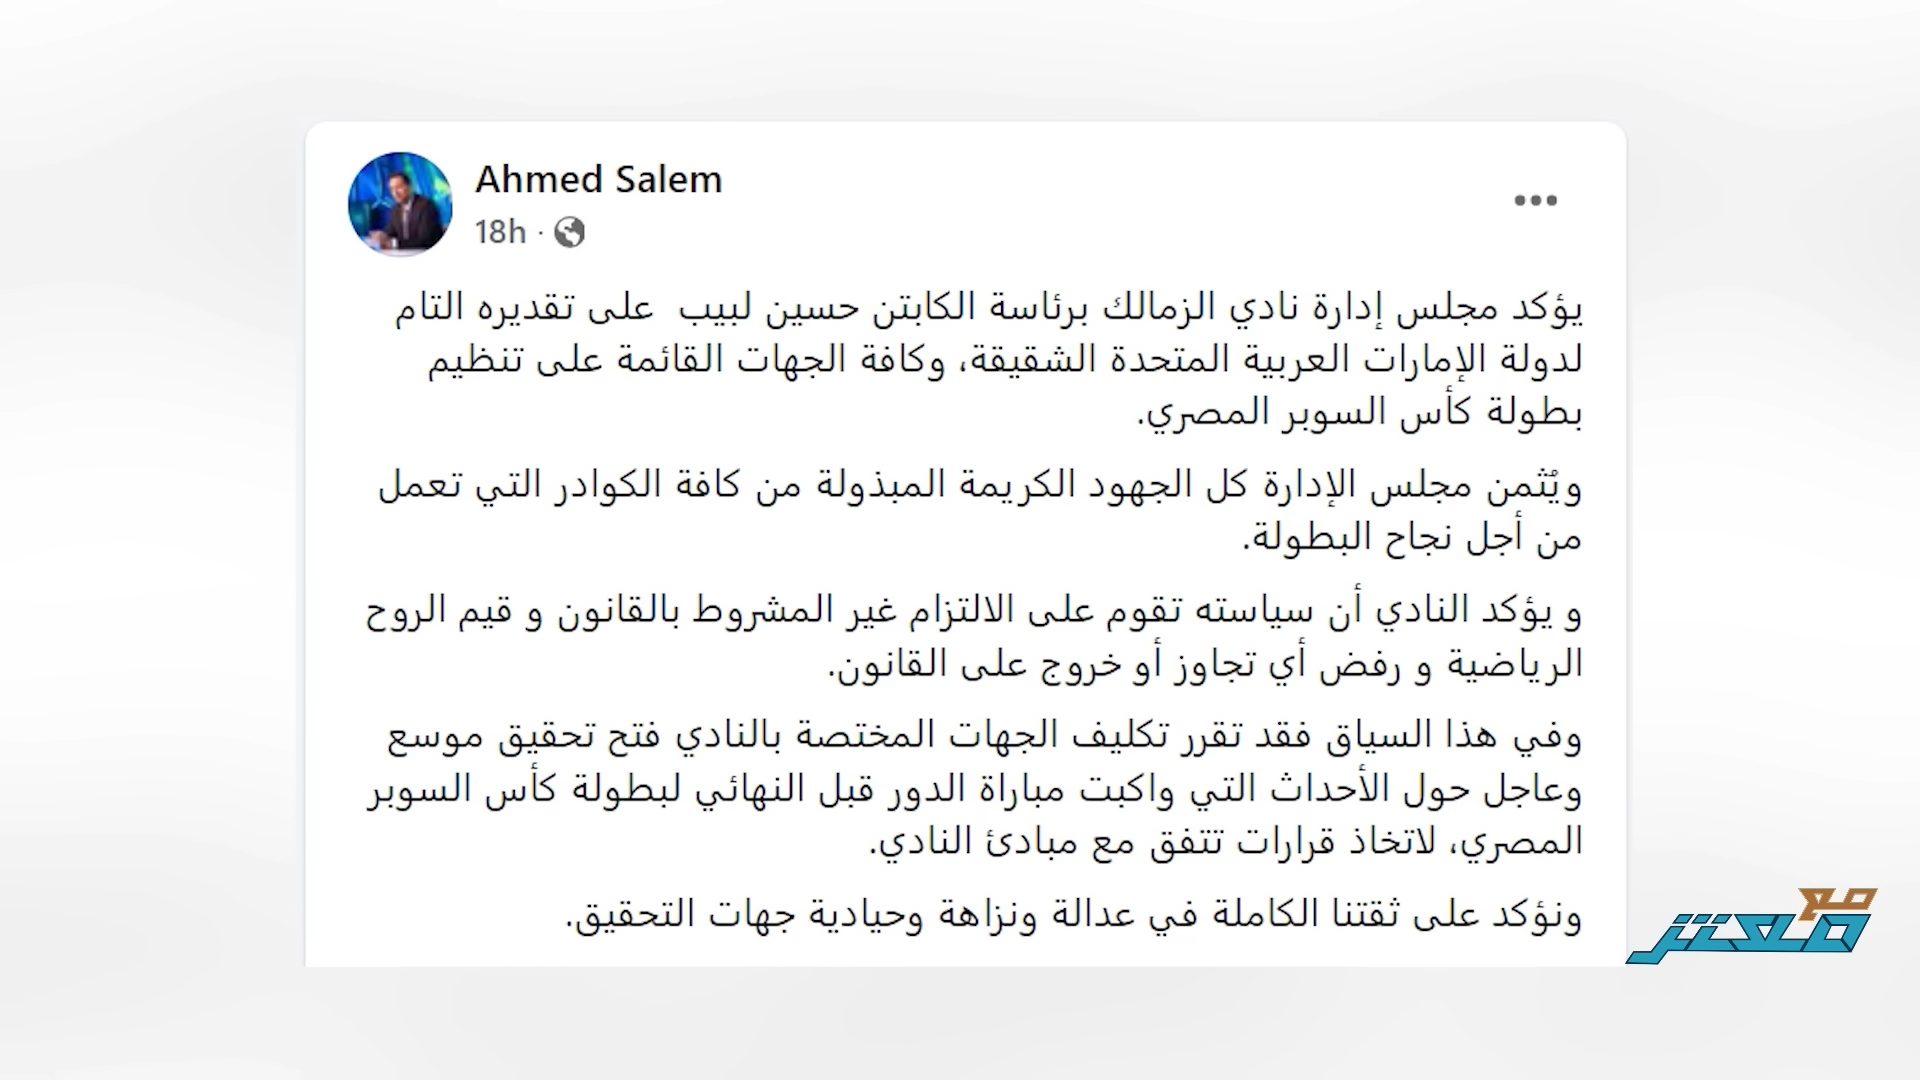 Ahmed Salem
18h ·
يؤكد مجلس إدارة نادي الزمالك برئاسة الكابتن حسين لبيب  على تقديره التام
لدولة الإمارات العربية المتحدة الشقيقة، وكافة الجهات القائمة على تنظيم
بطولة كأس السوبر المصري.
ويُثمن مجلس الإدارة كل الجهود الكريمة المبذولة من كافة الكوادر التي تعمل
من أجل نجاح البطولة.
و يؤكد النادي أن سياسته تقوم على الالتزام غير المشروط بالقانون و قيم الروح
الرياضية و رفض أي تجاوز أو خروج على القانون.
وفي هذا السياق فقد تقرر تكليف الجهات المختصة بالنادي فتح تحقيق موسع
وعاجل حول الأحداث التي واكبت مباراة الدور قبل النهائي لبطولة كأس السوبر
المصري، لاتخاذ قرارات تتفق مع مبادئ النادي.
ونؤكد على ثقتنا الكاملة في عدالة ونزاهة وحيادية جهات التحقيق.
مع
معتز